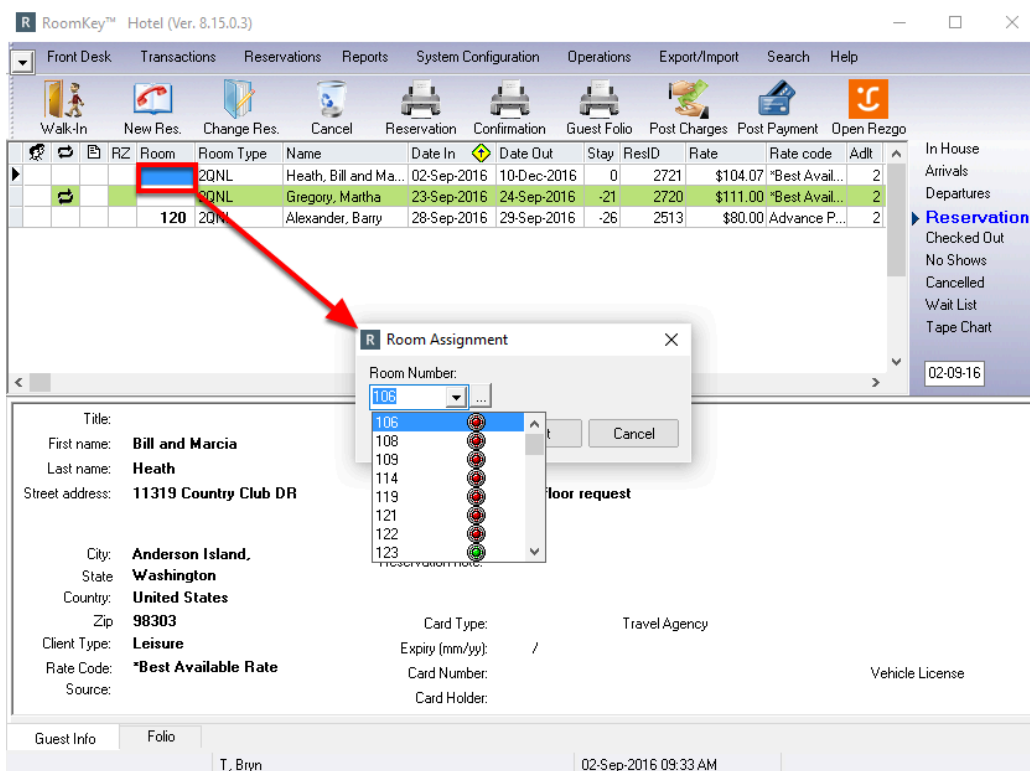 R RoomKey™ Hotel (Ver. 8.15.0.3)
Front Desk Transactions Reservations Reports System Configuration Operations Export/Import Search Help
Walk-In New Res. Change Res. Cancel Reservation Confirmation Guest Folio Post Charges Post Payment Open Rezgo
RZ Room Room Type Name Date In Date Out Stay ResID Rate Rate code Adlt
2QNL Heath, Bill and Ma... 02-Sep-2016 10-Dec-2016 0 2721 $104.07 *Best Avail... 2
2QNL Gregory, Martha 23-Sep-2016 24-Sep-2016 -21 2720 $111.00 *Best Avail... 2
120 2QNL Alexander, Barry 28-Sep-2016 29-Sep-2016 -26 2513 $80.00 Advance P... 2
In House
Arrivals
Departures
Reservation
Checked Out
No Shows
Cancelled
Wait List
Tape Chart
02-09-16
R Room Assignment
Room Number:
106 ...
106
108
109
114
119
121
122
123
t Cancel
Title:
First name: Bill and Marcia
Last name: Heath
Street address: 11319 Country Club DR
floor request
City: Anderson Island,
State Washington
Country: United States
Zip 98303
Client Type: Leisure
Rate Code: *Best Available Rate
Source:
Reservation note:
Card Type: Travel Agency
Expiry (mm/yy): /
Card Number: Vehicle License
Card Holder:
Guest Info Folio
T, Bryn 02-Sep-2016 09:33 AM